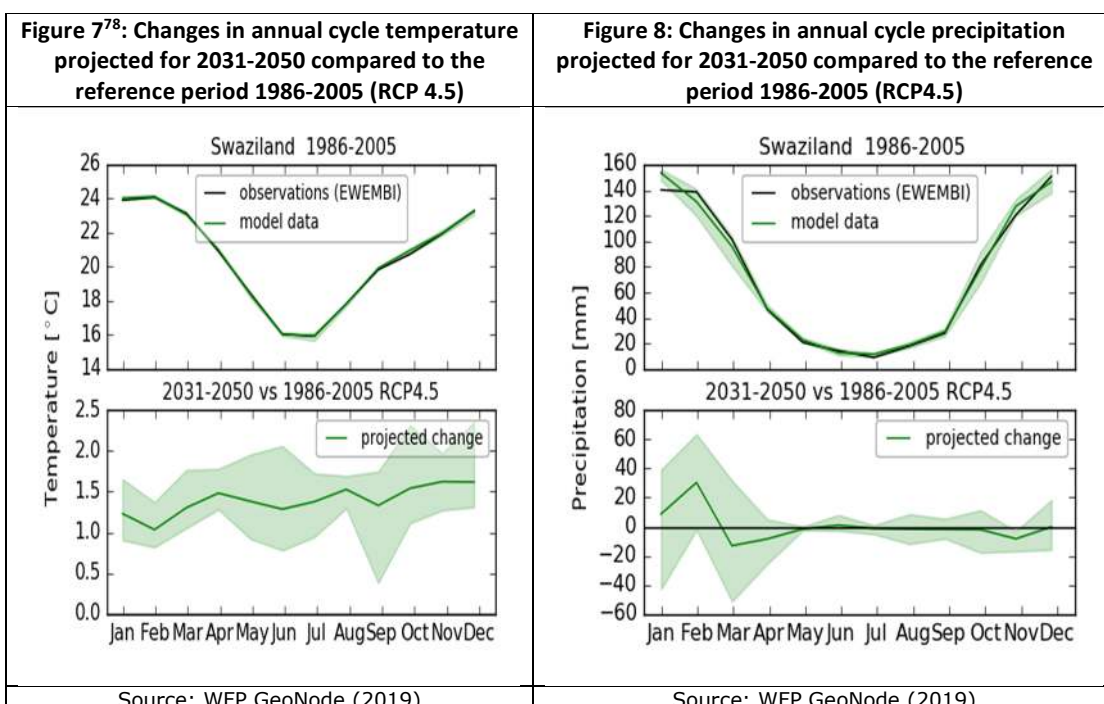 Figure 7⁷⁸: Changes in annual cycle temperature
projected for 2031-2050 compared to the
reference period 1986-2005 (RCP 4.5)
Swaziland 1986-2005
26
24
22
20
18
16
14
observations (EWEMBI)
model data
2031-2050 vs 1986-2005 RCP4.5
2.5
2.0
1.5
1.0
0.5
0.0
projected change
Temperature [°C]
Jan Feb Mar Apr May Jun Jul Aug Sep Oct Nov Dec
Source: WFP GeoNode (2019)
Figure 8: Changes in annual cycle precipitation
projected for 2031-2050 compared to the reference
period 1986-2005 (RCP4.5)
Swaziland 1986-2005
160
140
120
100
80
60
40
20
0
observations (EWEMBI)
model data
2031-2050 vs 1986-2005 RCP4.5
80
60
40
20
0
−20
−40
−60
projected change
Precipitation [mm]
Jan Feb Mar Apr May Jun Jul Aug Sep Oct Nov Dec
Source: WFP GeoNode (2019)